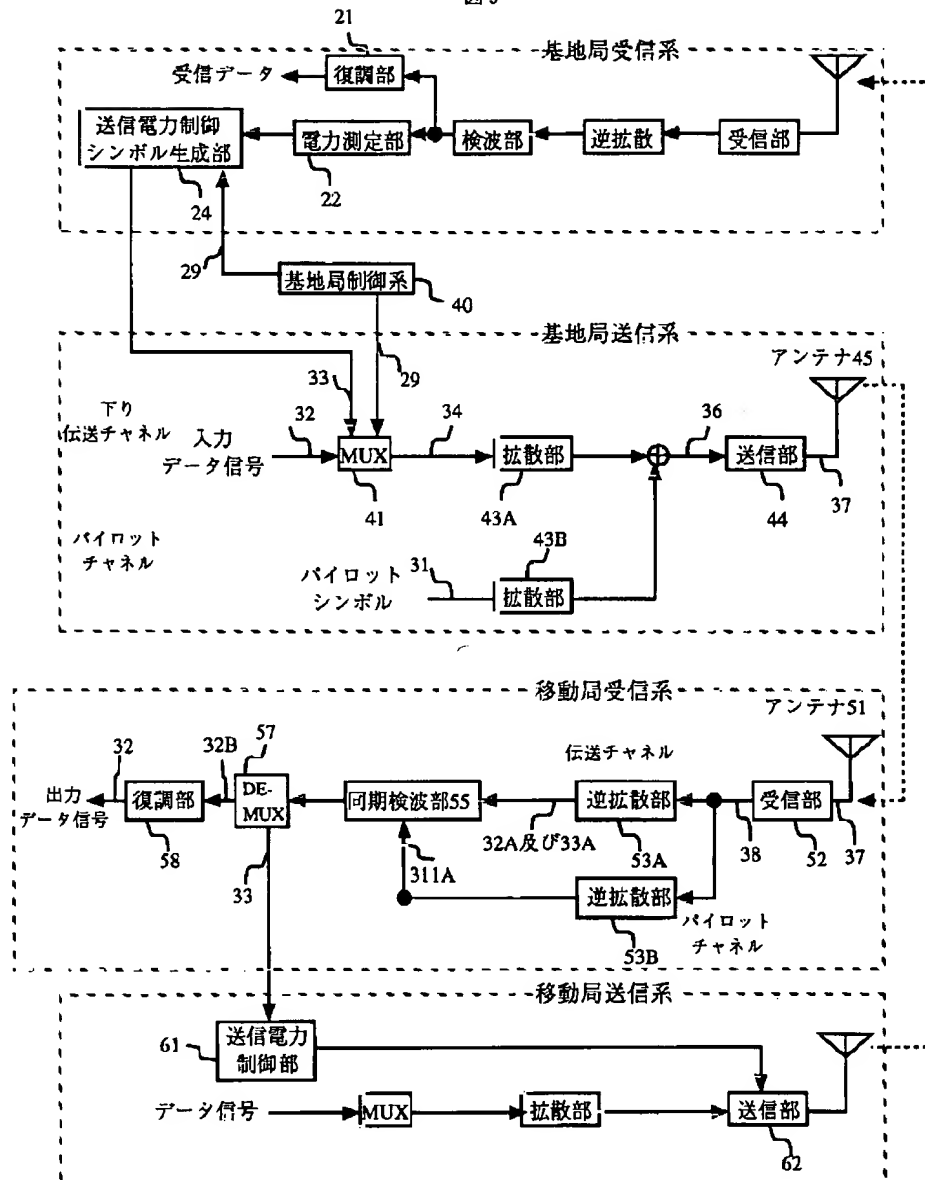 図5
21
基地局受信系
受信データ
復調部
送信電力制御
シンボル生成部
電力測定部
検波部
逆拡散
受信部
24
22
29
基地局制御系
40
基地局送信系
アンテナ45
33
29
下り
伝送チャネル
入力
データ信号
32
MUX
34
拡散部
36
送信部
41
43A
44
37
パイロット
チャネル
43B
パイロット
シンボル
31
拡散部
移動局受信系
アンテナ51
57
伝送チャネル
32
32B
出力
データ信号
復調部
DE-
MUX
同期検波部55
逆拡散部
受信部
58
32A及び33A
53A
38
52
37
33
311A
逆拡散部
パイロット
チャネル
53B
移動局送信系
61
送信電力
制御部
データ信号
MUX
拡散部
送信部
62